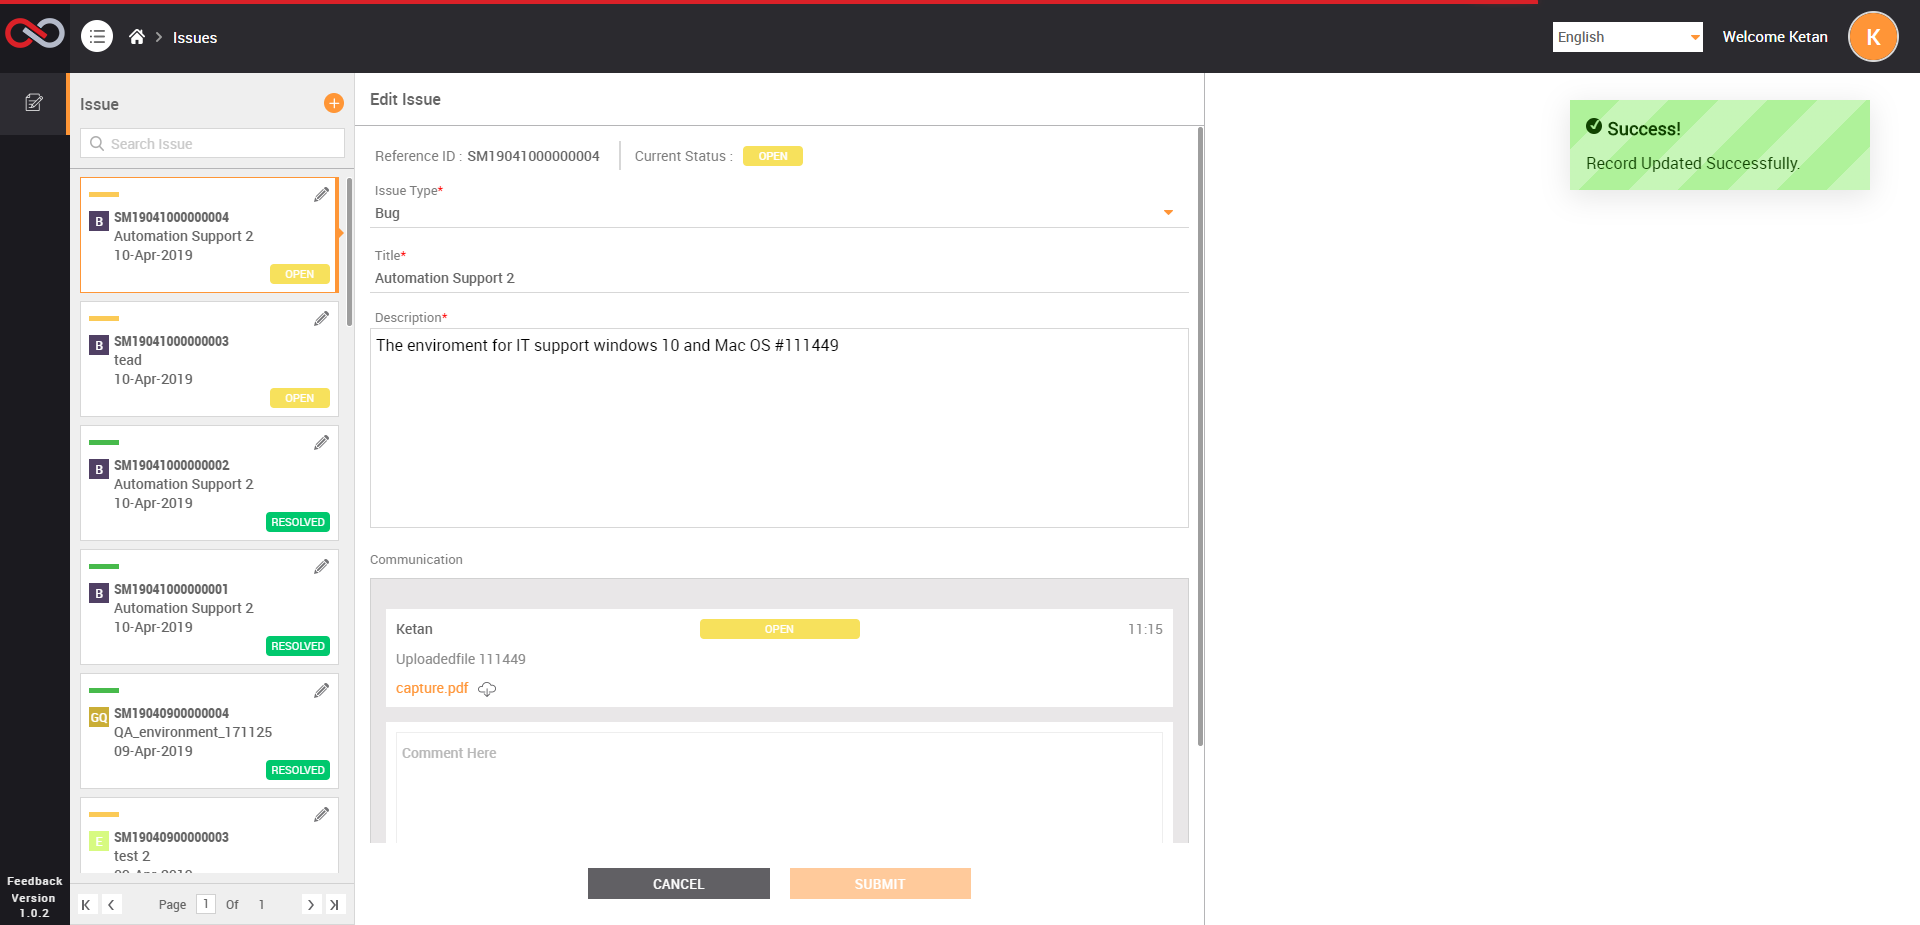 Issues
English
Welcome Ketan
K
Issue
Search Issue
B
SM19041000000004
Automation Support 2
10-Apr-2019
OPEN
B
SM19041000000003
tead
10-Apr-2019
OPEN
B
SM19041000000002
Automation Support 2
10-Apr-2019
RESOLVED
B
SM19041000000001
Automation Support 2
10-Apr-2019
RESOLVED
GQ
SM19040900000004
QA_environment_171125
09-Apr-2019
RESOLVED
E
SM19040900000003
test 2
Page 1 Of 1
Feedback
Version
1.0.2
Edit Issue
Reference ID : SM19041000000004 Current Status : OPEN
Issue Type*
Bug
Title*
Automation Support 2
Description*
The enviroment for IT support windows 10 and Mac OS #111449
Communication
Ketan OPEN 11:15
Uploadedfile 111449
capture.pdf
Comment Here
CANCEL SUBMIT
Success!
Record Updated Successfully.